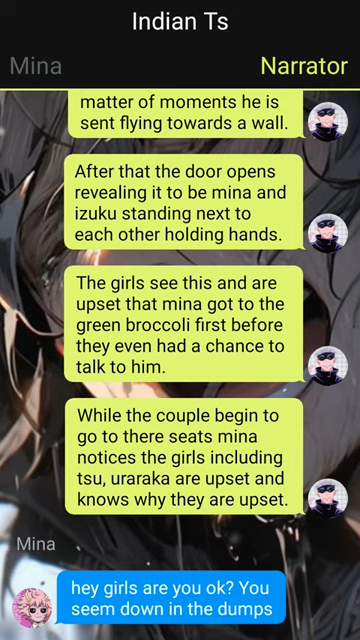 Indian Ts
Mina
Narrator
matter of moments he is
sent flying towards a wall.
After that the door opens
revealing it to be mina and
izuku standing next to
each other holding hands.
The girls see this and are
upset that mina got to the
green broccoli first before
they even had a chance to
talk to him.
While the couple begin to
go to there seats mina
notices the girls including
tsu, uraraka are upset and
knows why they are upset.
Mina
hey girls are you ok? You
seem down in the dumps